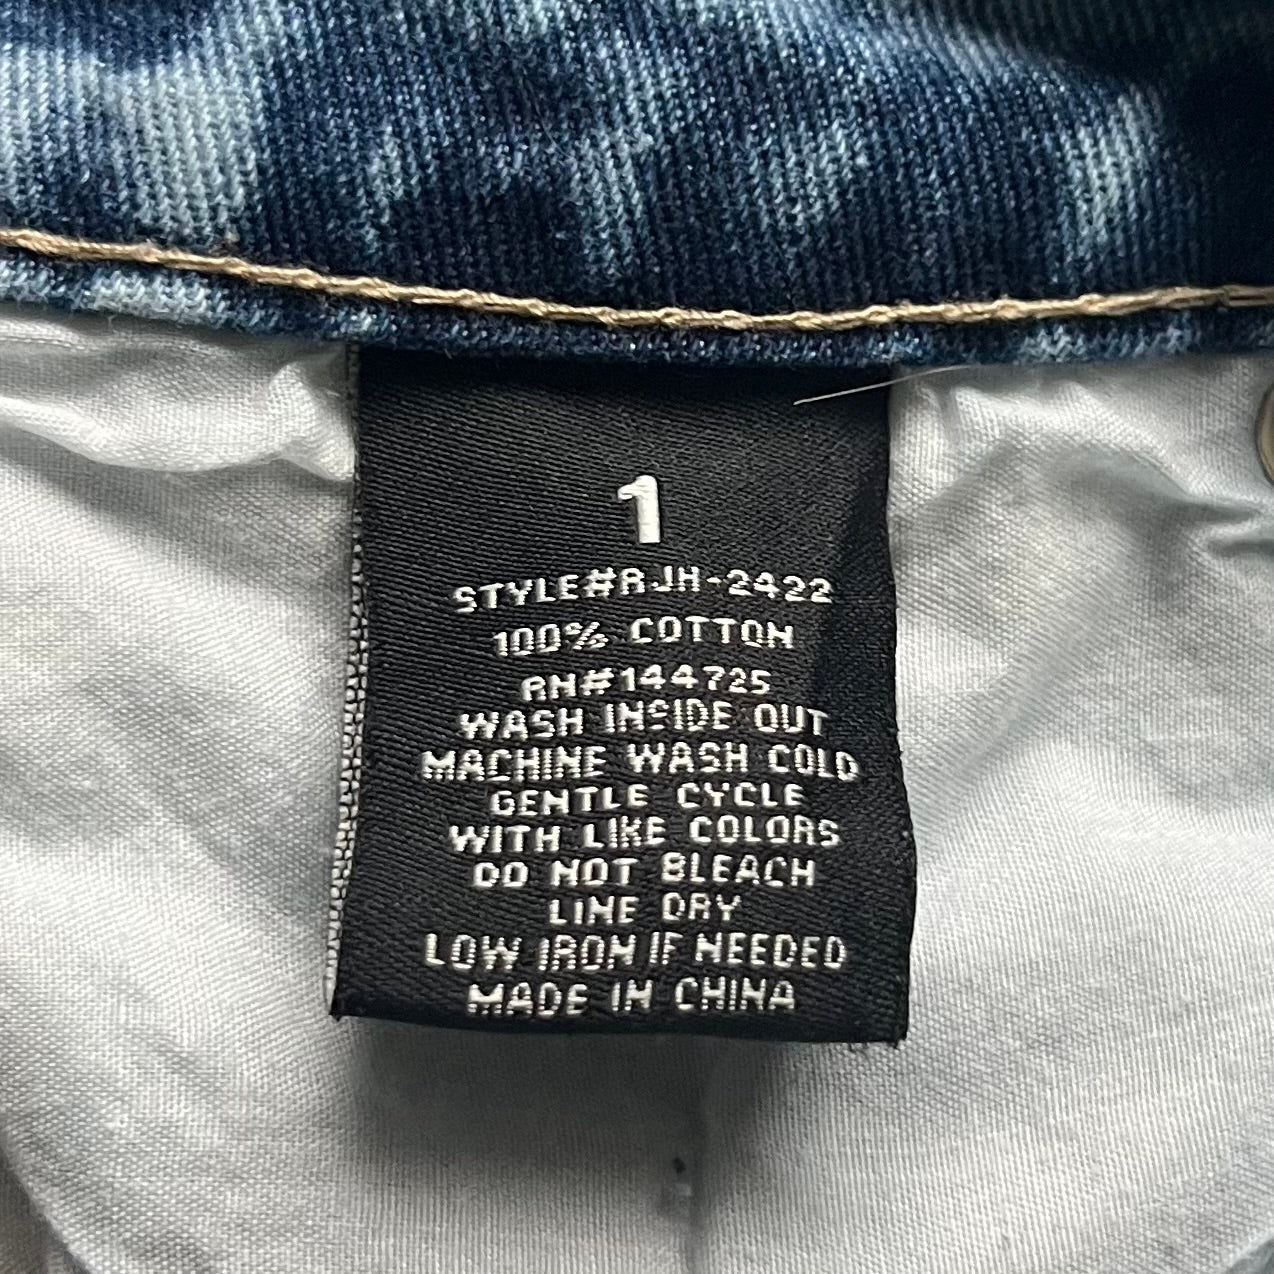 1
STYLE#RJH-2422
100% COTTON
RN#144725
WASH INSIDE OUT
MACHINE WASH COLD
GENTLE CYCLE
WITH LIKE COLORS
DO NOT BLEACH
LINE DRY
LOW IRON IF NEEDED
MADE IN CHINA